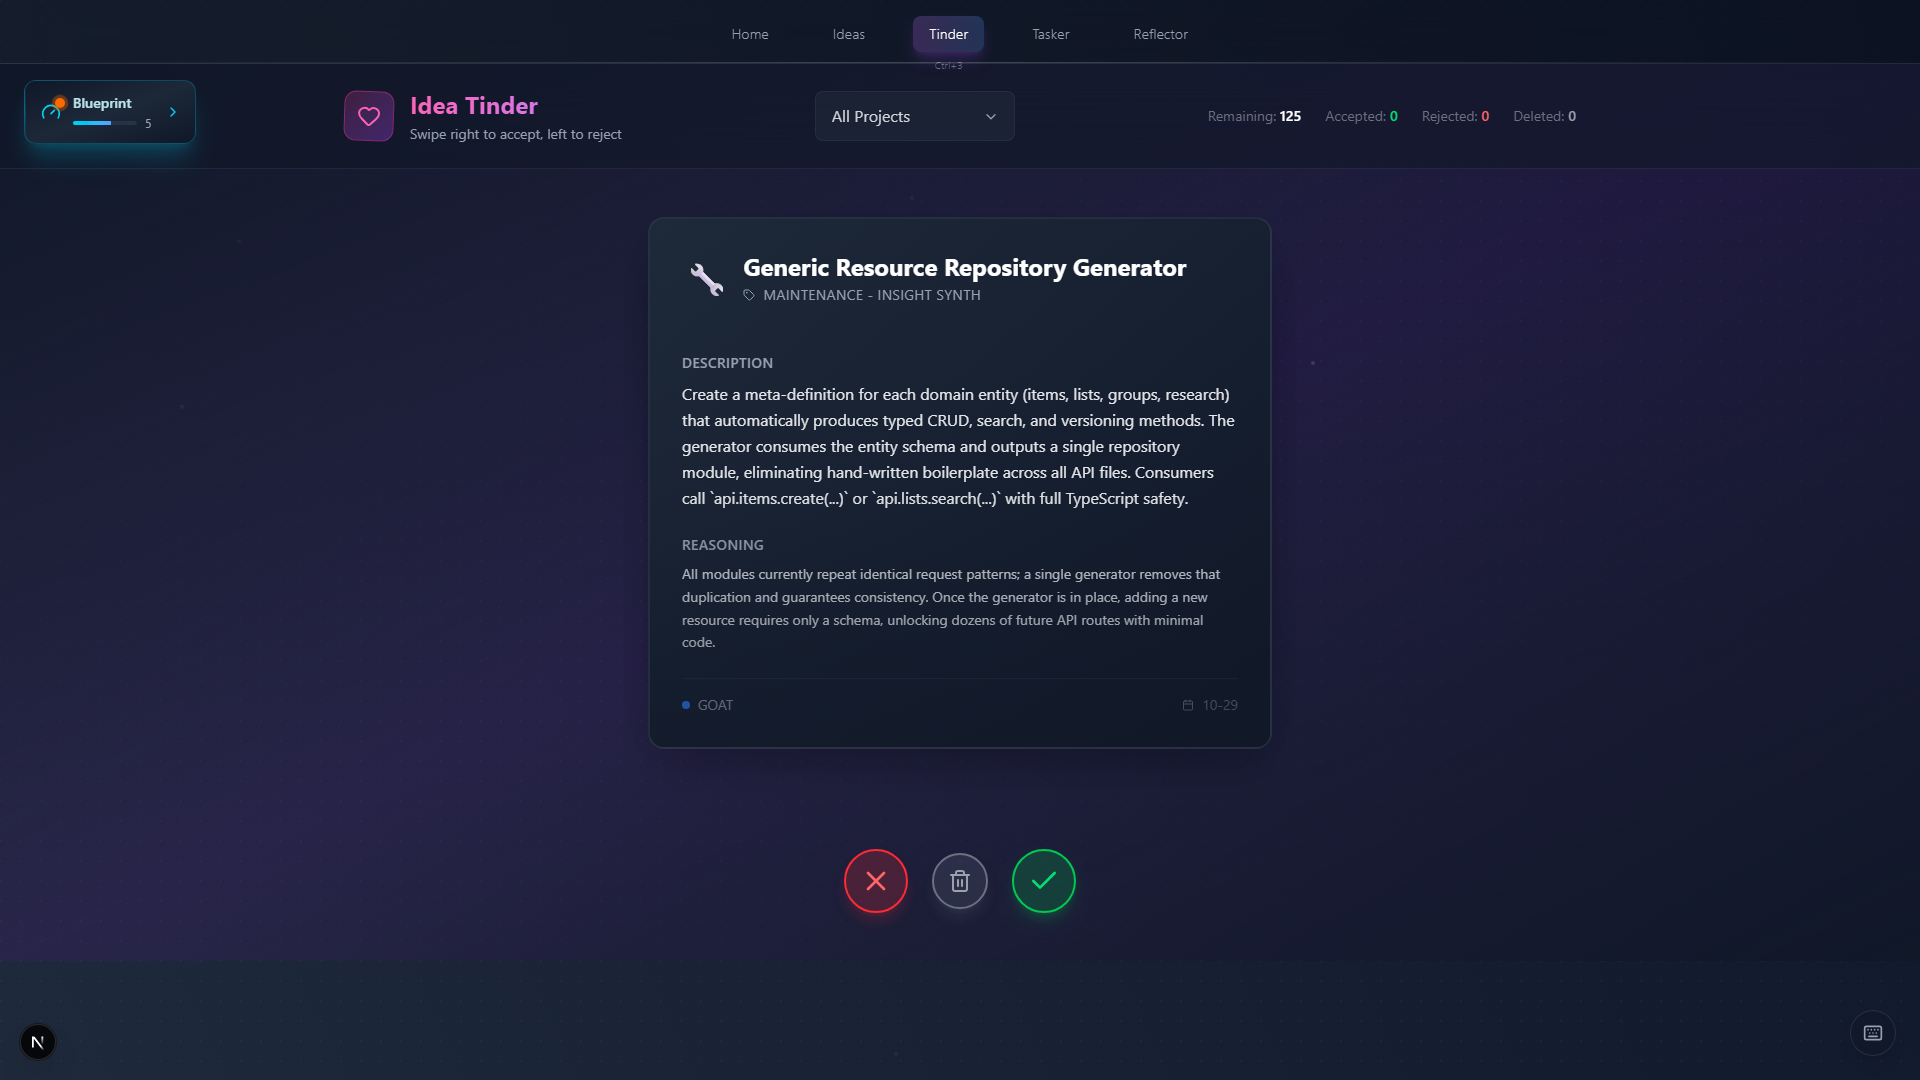 Home
Ideas
Tinder
Tasker
Reflector
Ctrl+3
Blueprint
5
Idea Tinder
Swipe right to accept, left to reject
All Projects
Remaining: 125
Accepted: 0
Rejected: 0
Deleted: 0
Generic Resource Repository Generator
MAINTENANCE - INSIGHT SYNTH
DESCRIPTION
Create a meta-definition for each domain entity (items, lists, groups, research)
that automatically produces typed CRUD, search, and versioning methods. The
generator consumes the entity schema and outputs a single repository
module, eliminating hand-written boilerplate across all API files. Consumers
call `api.items.create(...)` or `api.lists.search(...)` with full TypeScript safety.
REASONING
All modules currently repeat identical request patterns; a single generator removes that
duplication and guarantees consistency. Once the generator is in place, adding a new
resource requires only a schema, unlocking dozens of future API routes with minimal
code.
GOAT
10-29
N